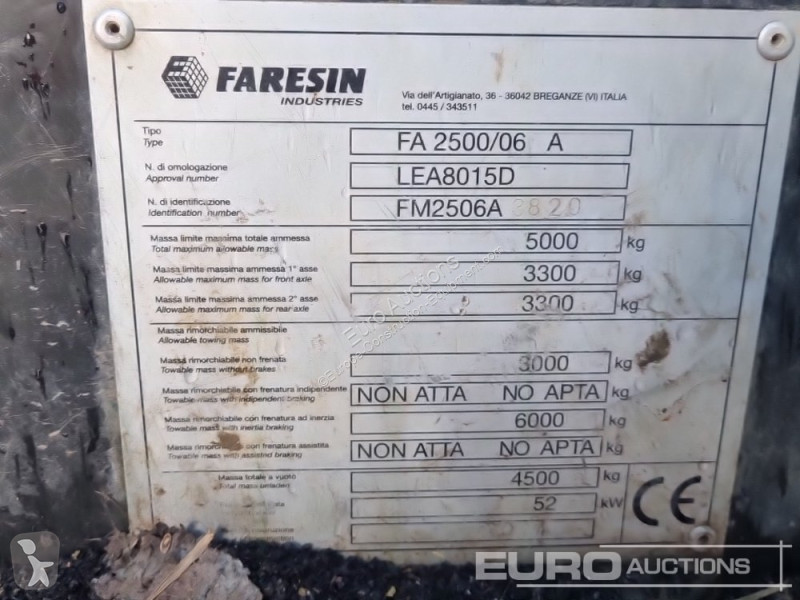 FARESIN
INDUSTRIES
Via dell'Artigianato, 36 - 36042 BREGANZE (VI) ITALIA
tel. 0445 / 343511
Tipo
Type
FA 2500/06 A
N. di omologazione
Approval number
LEA8015D
N. di identificazione
Identification number
FM2506A
Massa limite massima totale ammessa
Total maximum allowable mass
5000 kg
Massa limite massima ammessa 1° asse
Allowable maximum mass for front axle
3300 kg
Massa limite massima ammessa 2° asse
Allowable maximum mass for rear axle
3300 kg
Massa rimorchiabile ammissibile
Allowable towing mass
Massa rimorchiabile non frenata
Towable mass without brakes
3000 kg
Massa rimorchiabile con frenatura indipendente
Towable mass with independent braking
NON ATTA NO APTA kg
Massa rimorchiabile con frenatura ad inerzia
Towable mass with inertia braking
6000 kg
Massa rimorchiabile con frenatura assistita
Towable mass with assisted braking
NON ATTA NO APTA kg
Massa totale a vuoto
Total mass unladen
4500 kg
52 kW
CE
Euro Auctions
EURO
AUCTIONS